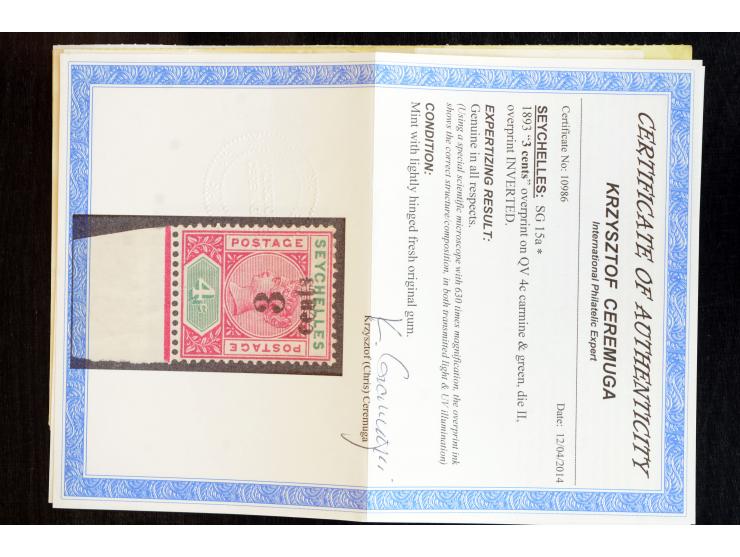 CERTIFICATE OF AUTHENTICITY
KRZYSZTOF CEREMUGA
International Philatelic Expert
Certificate No: 10986
Date: 12/04/2014
SEYCHELLES: SG 15a *
1893 "3 cents" overprint on QV 4c carmine & green, die II,
overprint INVERTED.
EXPERTIZING RESULT:
Genuine in all respects.
(Using a special scientific microscope with 630 times magnification, the overprint ink
shows the correct structure/composition, in both transmitted light & UV illumination)
CONDITION:
Mint with lightly hinged fresh original gum.
Krzysztof (Chris) Ceremuga
SEYCHELLES
POSTAGE
POSTAGE
3
cents
4c